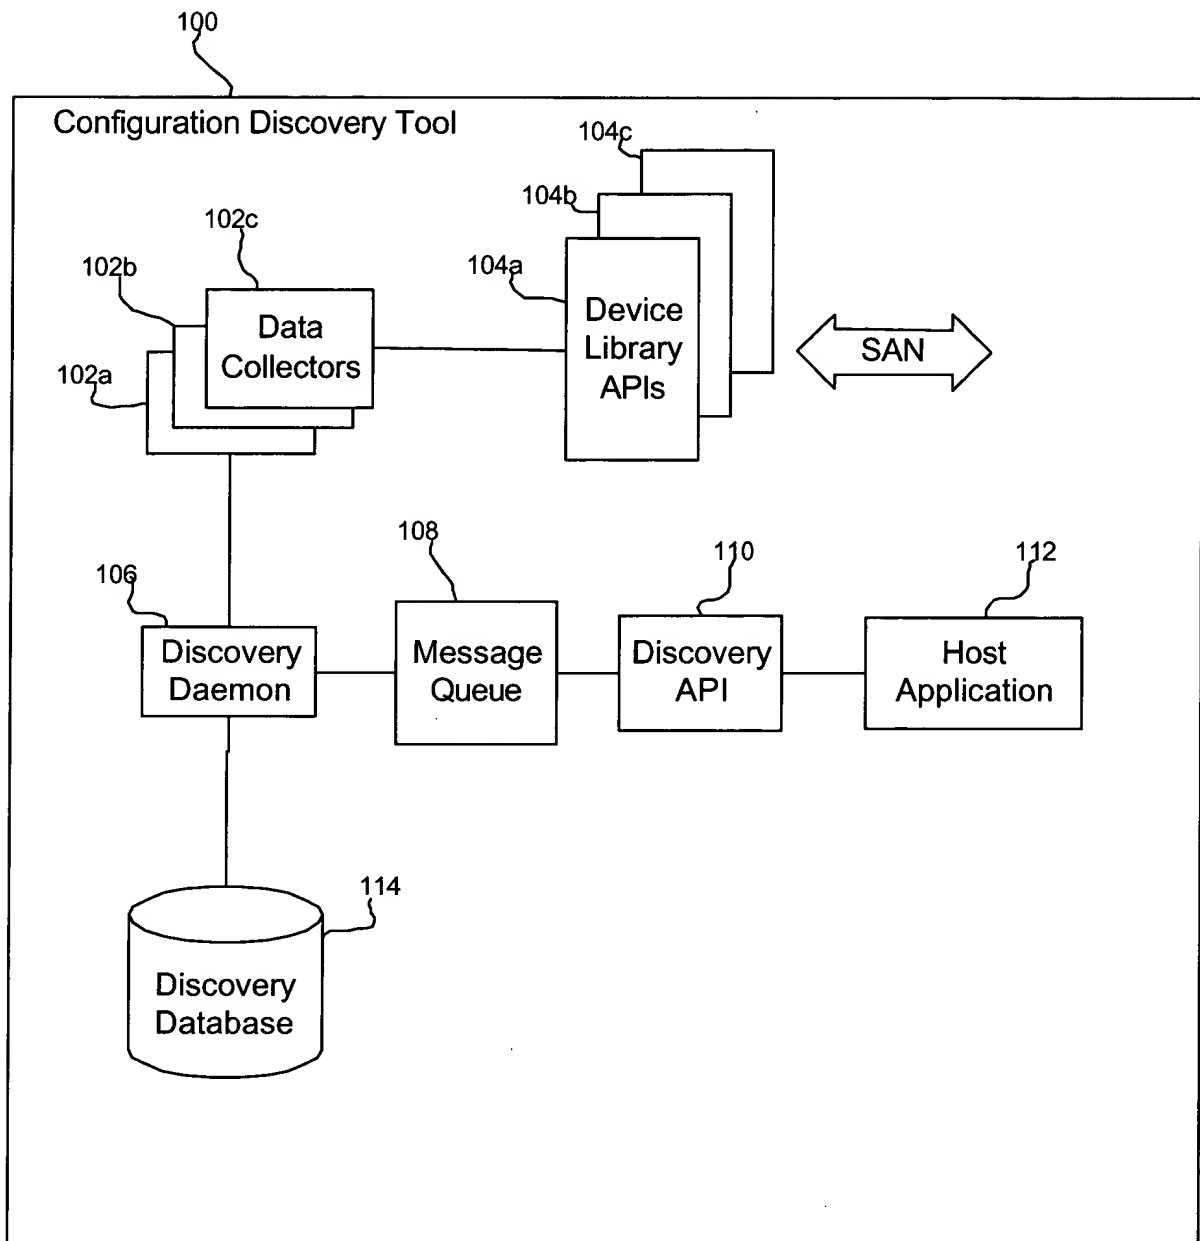 100
Configuration Discovery Tool
104c
104b
102c
104a
102b
102a
Data
Collectors
Device
Library
APIs
SAN
108
110
112
106
Discovery
Daemon
Message
Queue
Discovery
API
Host
Application
114
Discovery
Database